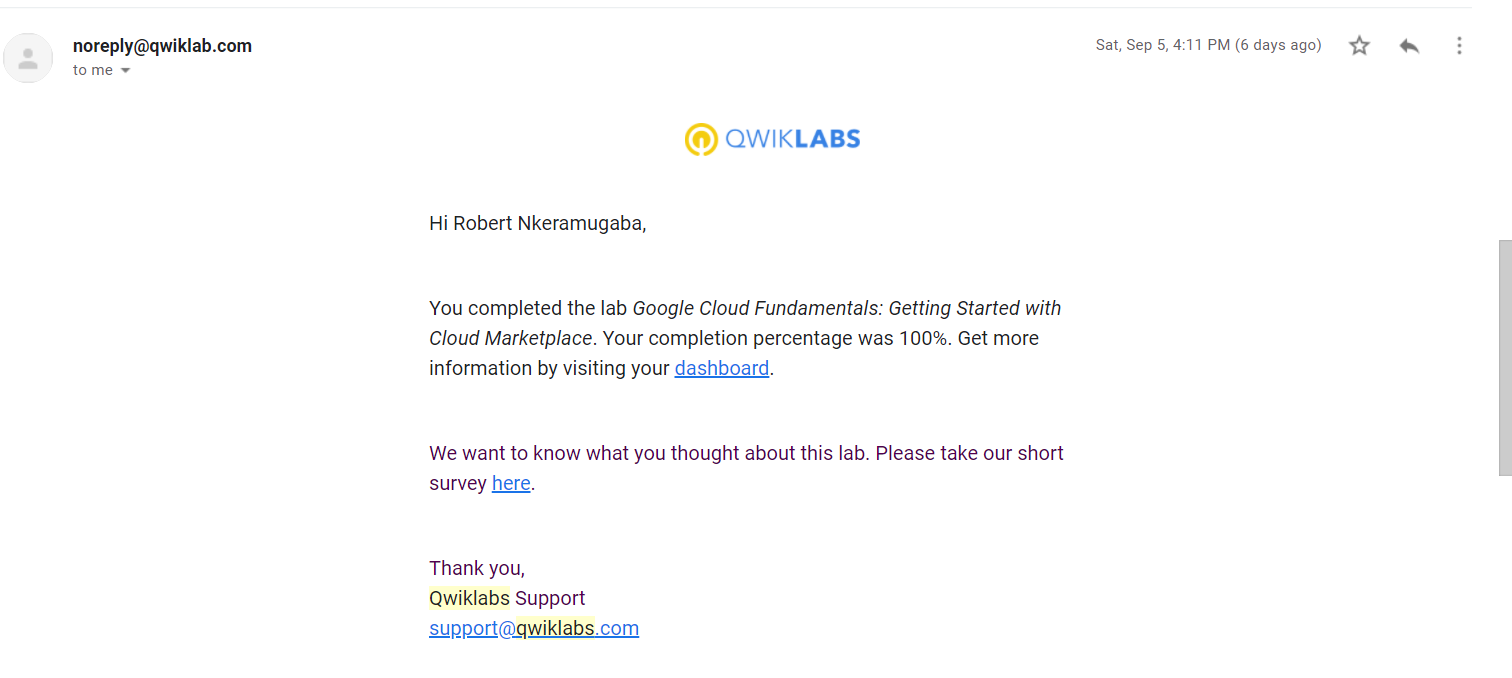 noreply@qwiklab.com
Sat, Sep 5, 4:11 PM (6 days ago)
to me
QWIKLABS
Hi Robert Nkeramugaba,
You completed the lab Google Cloud Fundamentals: Getting Started with
Cloud Marketplace. Your completion percentage was 100%. Get more
information by visiting your dashboard.
We want to know what you thought about this lab. Please take our short
survey here.
Thank you,
Qwiklabs Support
support@qwiklabs.com